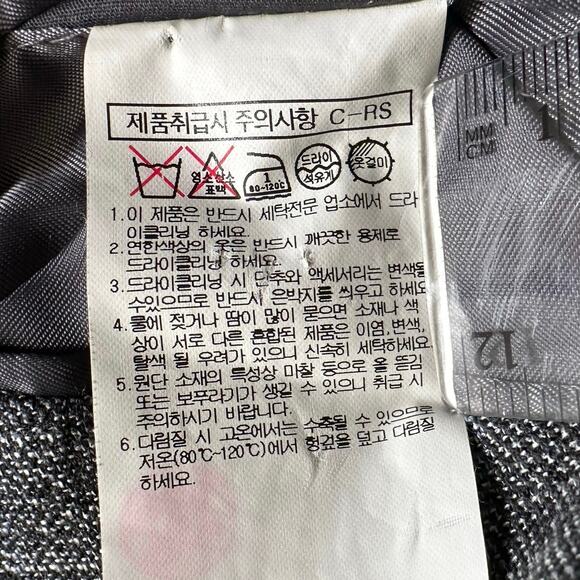 제품취급시 주의사항 C-RS
염소산소
표백
1
80~120℃
드라이
석유계
옷걸이
1. 이 제품은 반드시 세탁전문 업소에서 드라
이크리닝 하세요.
2. 연한색상의 옷은 반드시 깨끗한 용제로
드라이클리닝 하세요.
3. 드라이클리닝 시 단추와 액세서리는 변색될
수있으므로 반드시 은박지를 씌우고 하세요
4. 물에 젖거나 땀이 많이 묻으면 소재나 색
상이 서로 다른 혼합된 제품은 이염, 변색,
탈색 될 우려가 있으니 신속히 세탁하세요.
5. 원단 소재의 특성상 마찰 등으로 올 뜯김
또는 보푸라기가 생길 수 있으니 취급 시
주의하시기 바랍니다.
6. 다림질 시 고온에서는 수축될 수 있으므로
저온(80℃~120℃)에서 헝겊을 덮고 다림질
하세요.
MM
CM
1
12